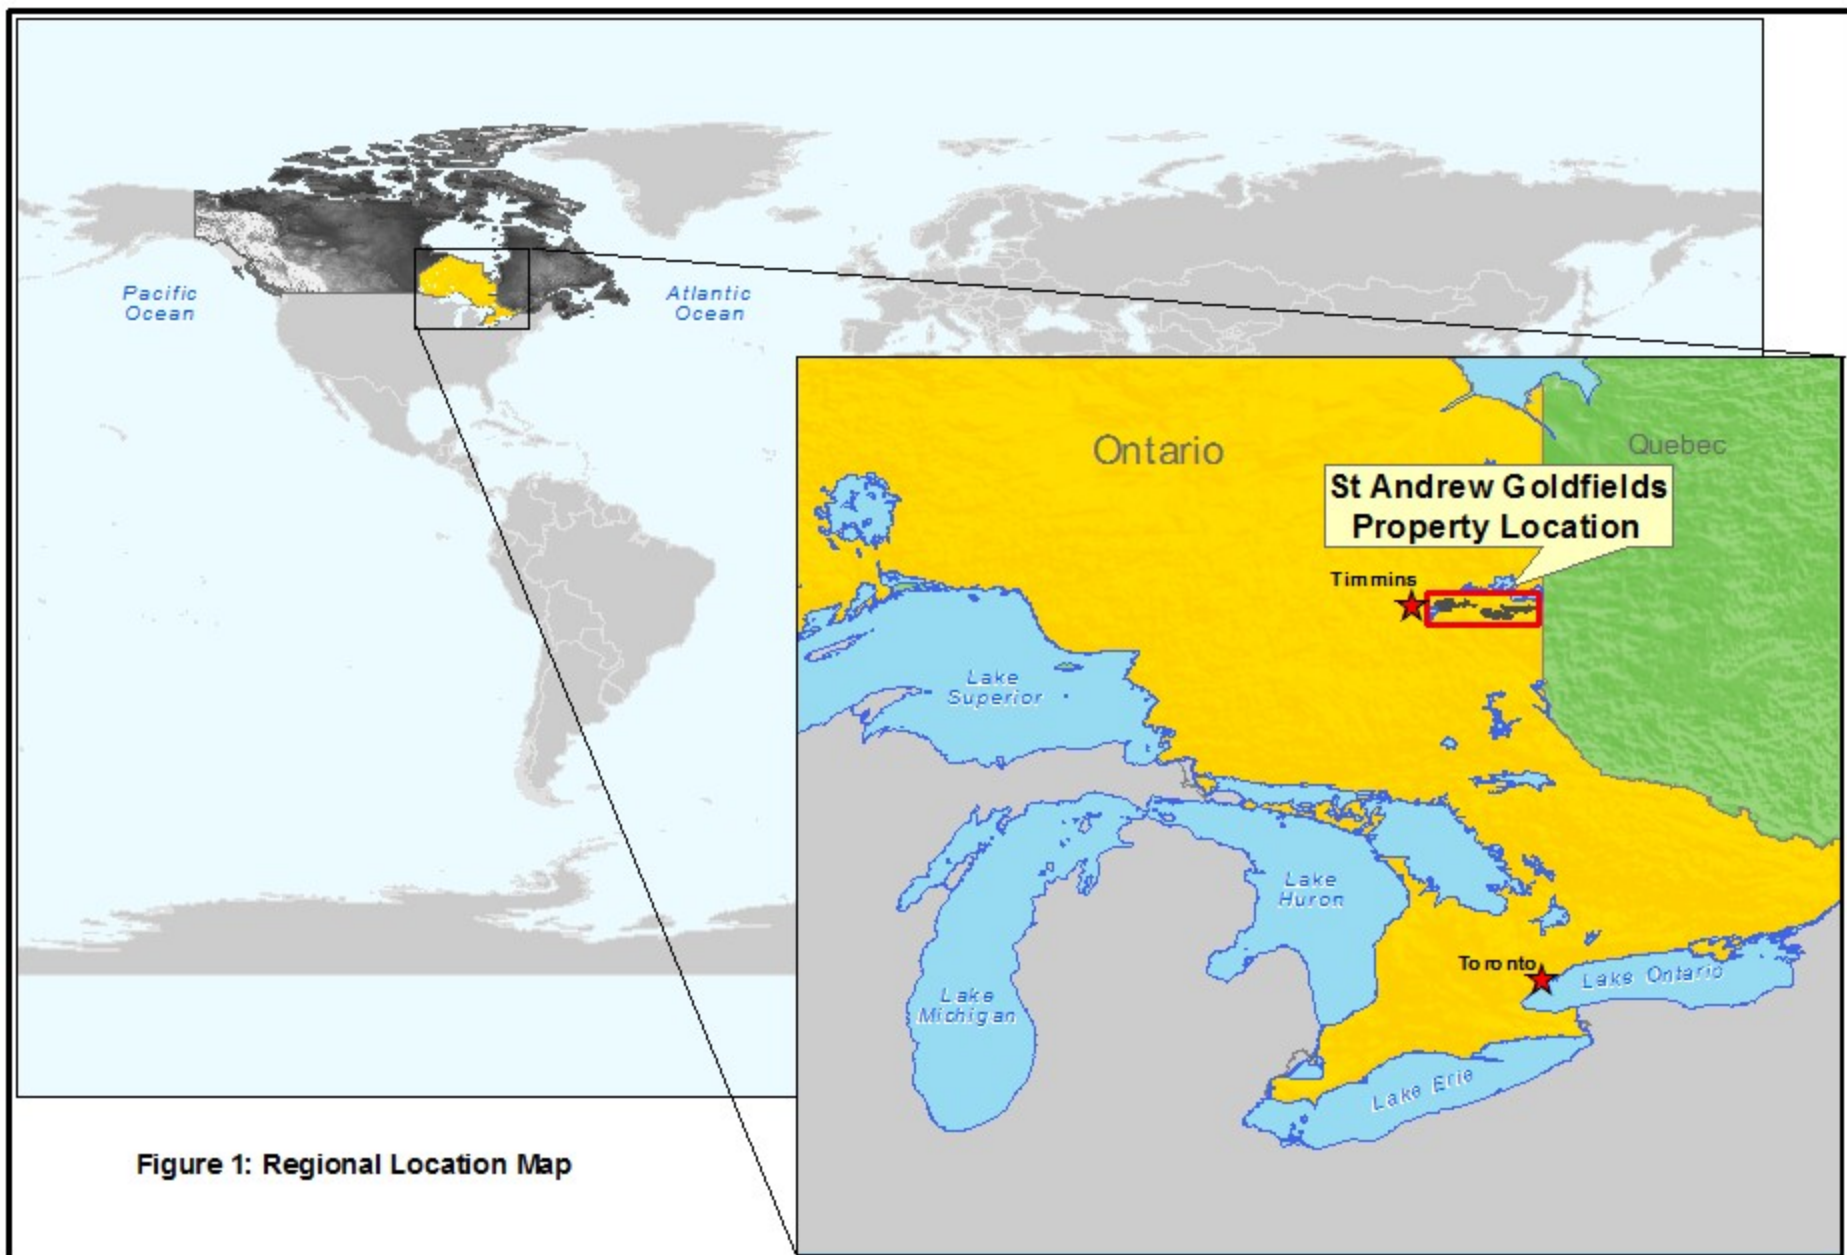 Pacific
Ocean
Atlantic
Ocean
Ontario
Quebec
St Andrew Goldfields
Property Location
Timmins
Lake
Superior
Lake
Huron
Lake
Michigan
Toronto
Lake Ontario
Lake Erie
Figure 1: Regional Location Map